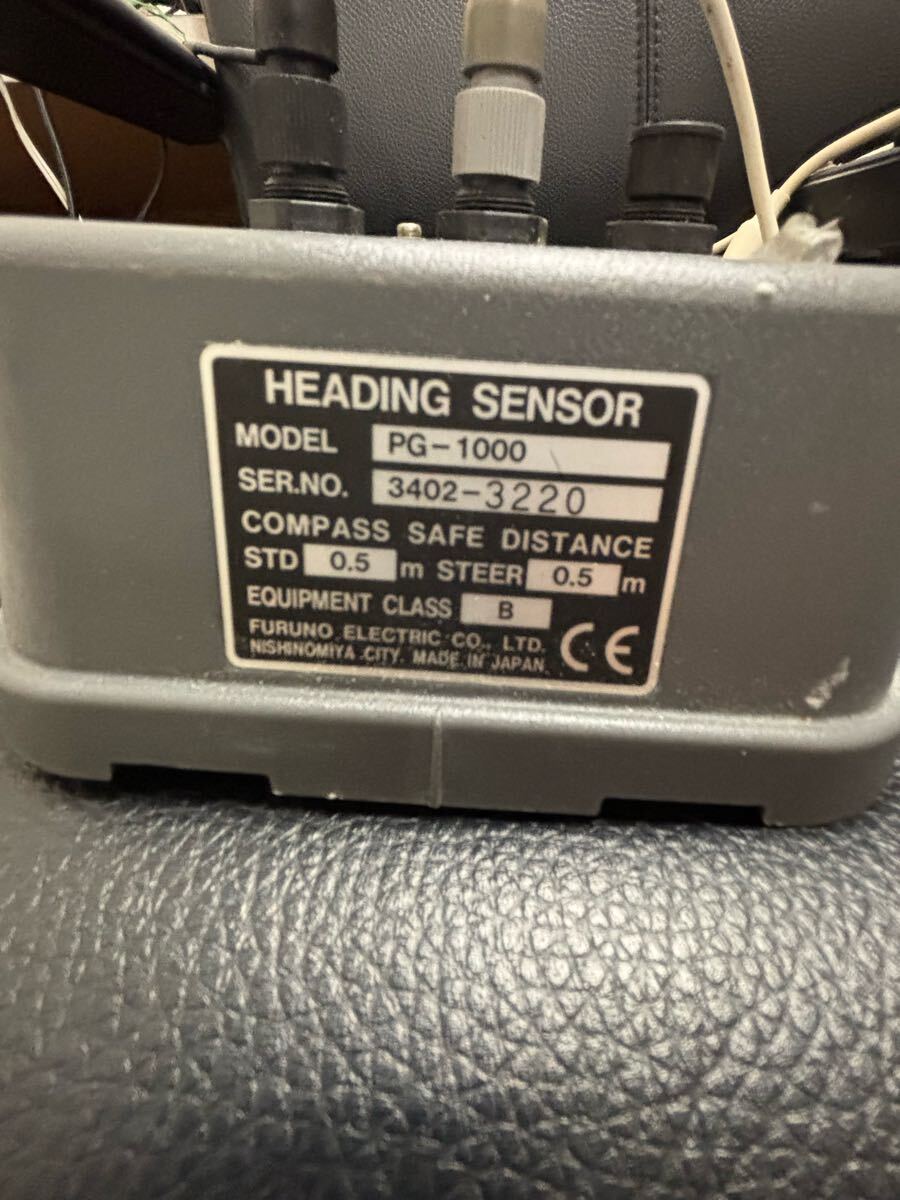 HEADING SENSOR
MODEL PG-1000
SER.NO. 3402-3220
COMPASS SAFE DISTANCE
STD 0.5 m STEER 0.5 m
EQUIPMENT CLASS B
FURUNO ELECTRIC CO., LTD.
NISHINOMIYA CITY. MADE IN JAPAN CE